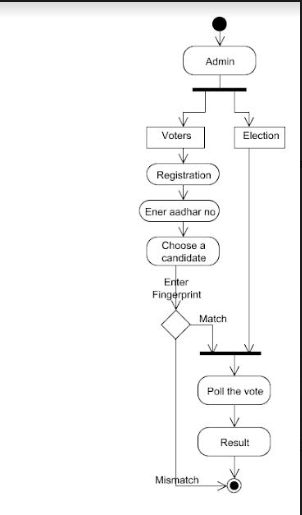 Admin
Voters
Election
Registration
Ener aadhar no
Choose a
candidate
Enter
Fingerprint
Match
Poll the vote
Result
Mismatch